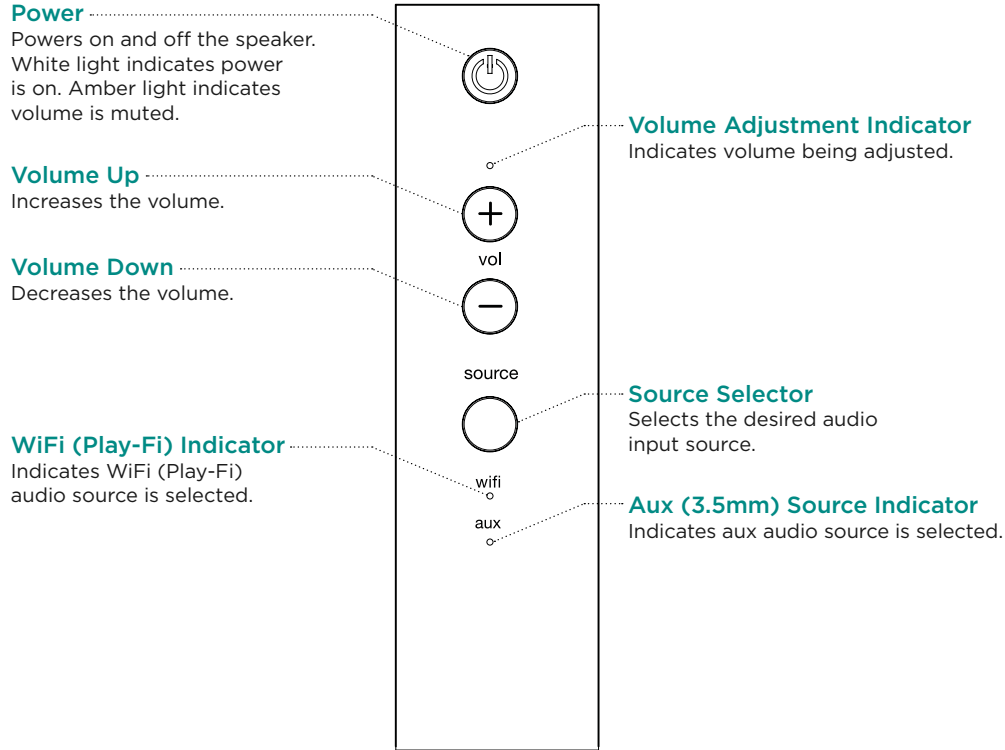 Power
Powers on and off the speaker.
White light indicates power
is on. Amber light indicates
volume is muted.
Volume Adjustment Indicator
Indicates volume being adjusted.
Volume Up
Increases the volume.
vol
Volume Down
Decreases the volume.
source
Source Selector
Selects the desired audio
input source.
WiFi (Play-Fi) Indicator
Indicates WiFi (Play-Fi)
audio source is selected.
wifi
aux
Aux (3.5mm) Source Indicator
Indicates aux audio source is selected.